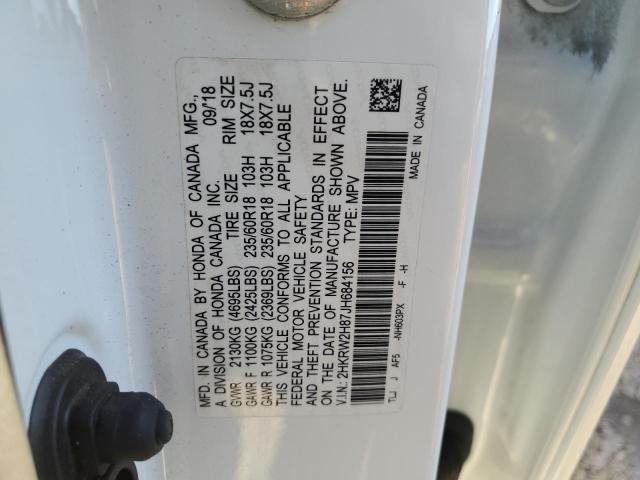 MFD. IN CANADA BY HONDA OF CANADA MFG.,
A DIVISION OF HONDA CANADA INC. 09/18
GVWR 2130KG (4695LBS) TIRE SIZE RIM SIZE
GAWR F 1100KG (2425LBS) 235/60R18 103H 18X7.5J
GAWR R 1075KG (2369LBS) 235/60R18 103H 18X7.5J
THIS VEHICLE CONFORMS TO ALL APPLICABLE
FEDERAL MOTOR VEHICLE SAFETY
AND THEFT PREVENTION STANDARDS IN EFFECT
ON THE DATE OF MANUFACTURE SHOWN ABOVE.
V.I.N.: 2HKRW2H87JH684156 TYPE: MPV
TLJ J AF5 -NH603PX -F -H MADE IN CANADA